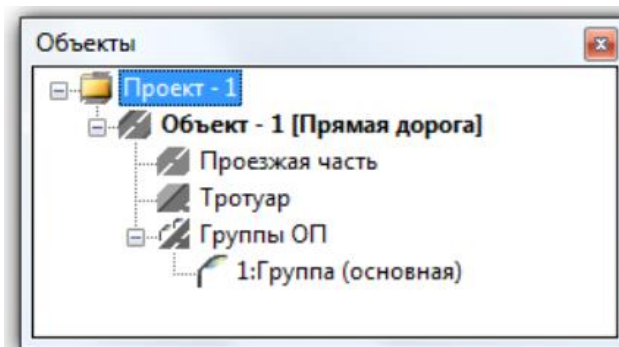 Объекты
Проект - 1
Объект - 1 [Прямая дорога]
Проезжая часть
Тротуар
Группы ОП
1:Группа (основная)